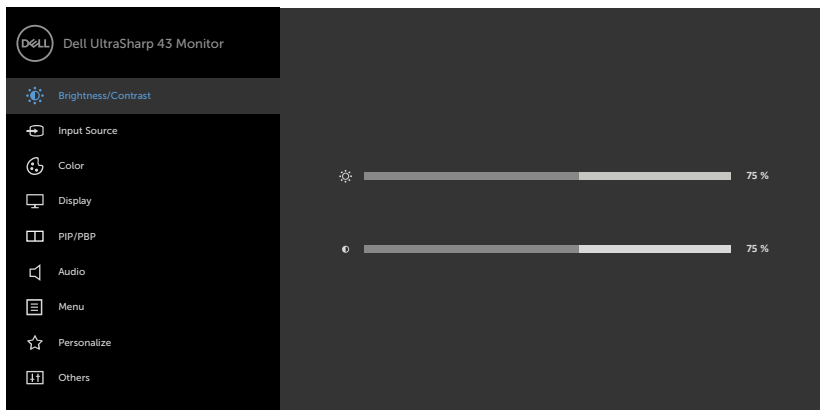 DELL Dell UltraSharp 43 Monitor
Brightness/Contrast
Input Source
Color
75 %
Display
PIP/PBP
75 %
Audio
Menu
Personalize
Others